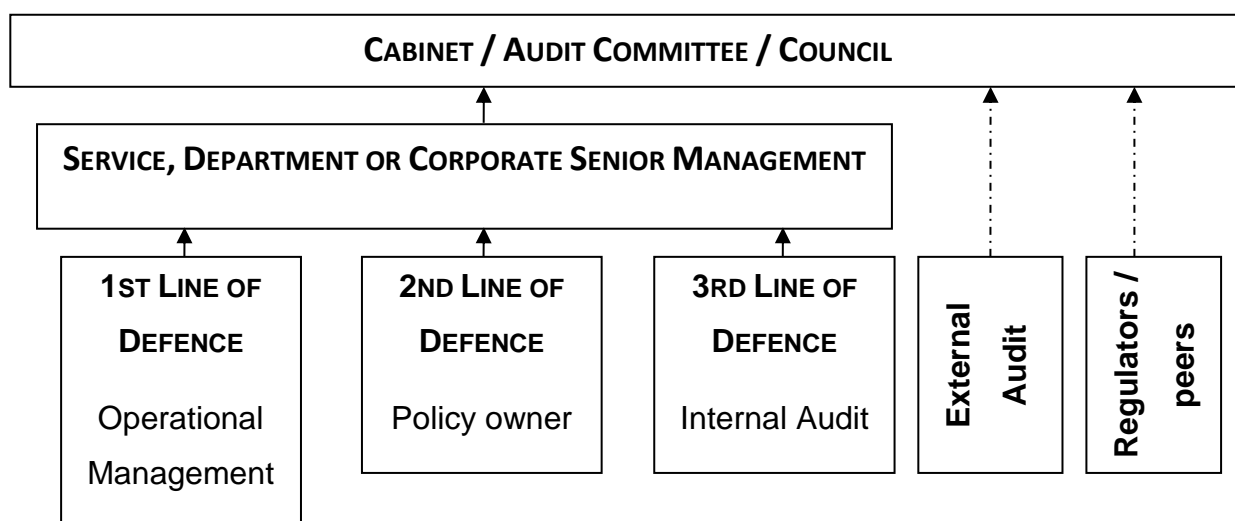 CABINET / AUDIT COMMITTEE / COUNCIL
SERVICE, DEPARTMENT OR CORPORATE SENIOR MANAGEMENT
1ST LINE OF
DEFENCE
Operational
Management
2ND LINE OF
DEFENCE
Policy owner
3RD LINE OF
DEFENCE
Internal Audit
External
Audit
Regulators /
peers